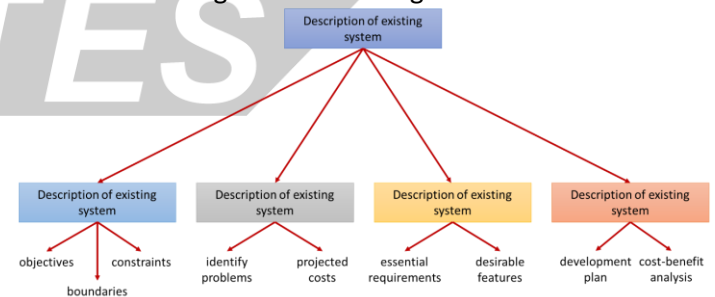 TES
Description of existing
system
Description of existing
system
Description of existing
system
Description of existing
system
Description of existing
system
objectives
constraints
boundaries
identify
problems
projected
costs
essential
requirements
desirable
features
development
plan
cost-benefit
analysis